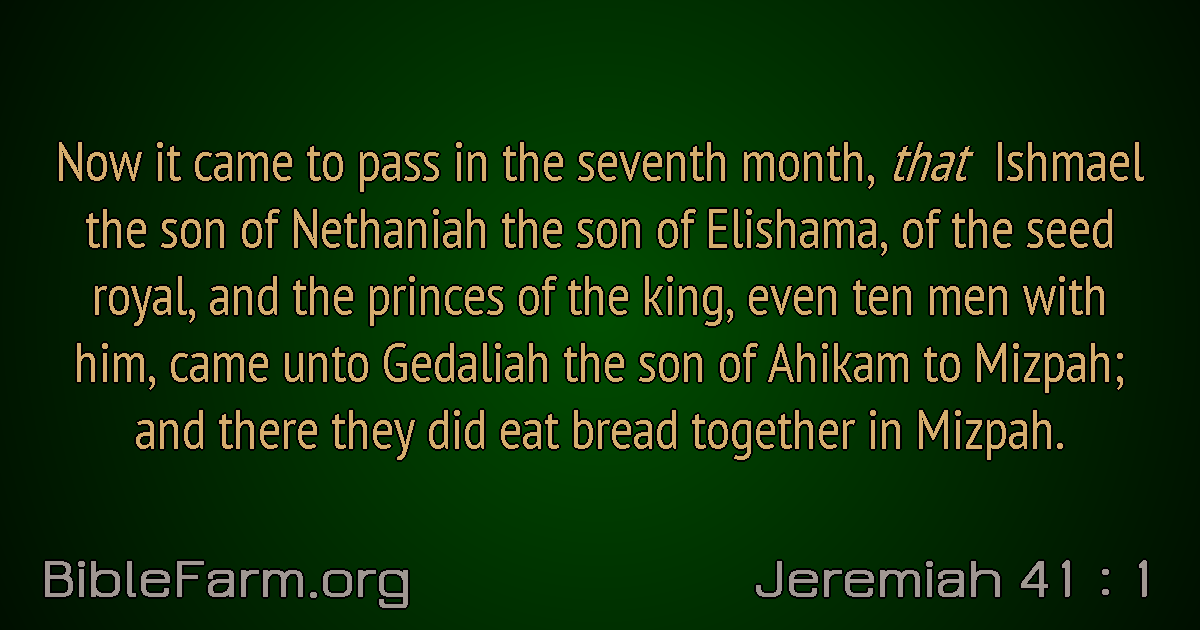 Now it came to pass in the seventh month, that Ishmael
the son of Nethaniah the son of Elishama, of the seed
royal, and the princes of the king, even ten men with
him, came unto Gedaliah the son of Ahikam to Mizpah;
and there they did eat bread together in Mizpah.
BibleFarm.org
Jeremiah 41 : 1